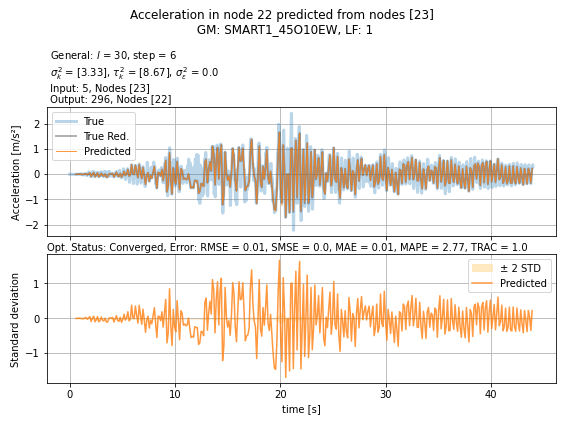 Acceleration in node 22 predicted from nodes [23]
GM: SMART1_45O10EW, LF: 1
General: l = 30, step = 6
σ²ₖ = [3.33], τ²ₖ = [8.67], σ²ε = 0.0
Input: 5, Nodes [23]
Output: 296, Nodes [22]
Acceleration [m/s²]
2
1
0
−1
−2
True
True Red.
Predicted
Opt. Status: Converged, Error: RMSE = 0.01, SMSE = 0.0, MAE = 0.01, MAPE = 2.77, TRAC = 1.0
Standard deviation
1
0
−1
± 2 STD
Predicted
0 10 20 30 40
time [s]